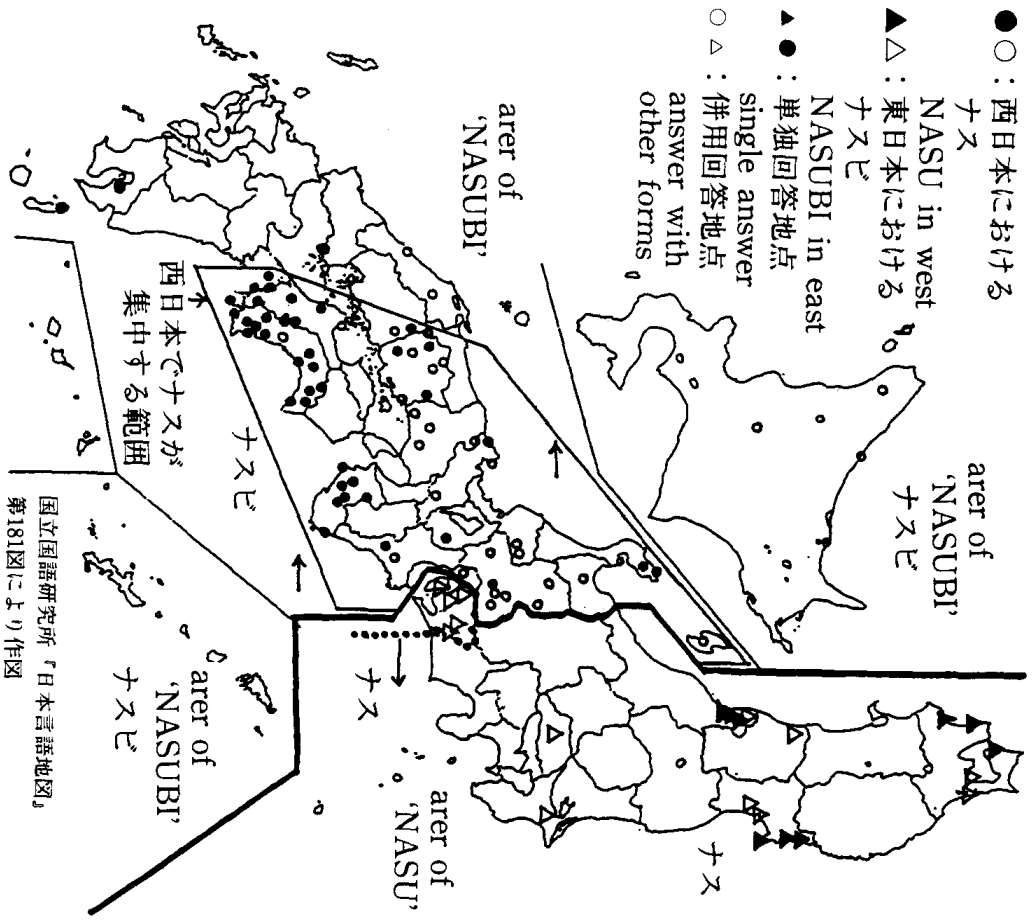 ●○：西日本における
ナス
NASU in west
▲△：東日本における
ナスビ
NASUBI in east
▲●：単独回答地点
single answer
○△：併用回答地点
answer with
other forms
arer of
'NASUBI'
arer of
'NASUBI'
ナスビ
西日本でナスが
集中する範囲
ナスビ
ナス
ナス
arer of
'NASU'
arer of
'NASUBI'
ナスビ
国立国語研究所『日本言語地図』
第181図により作図